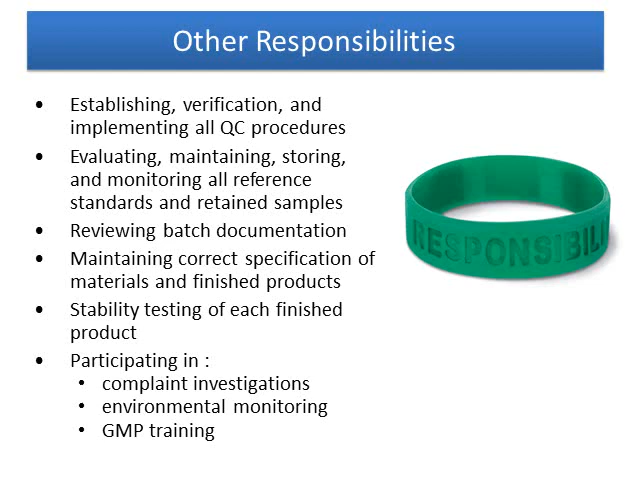 Other Responsibilities
• Establishing, verification, and
implementing all QC procedures
• Evaluating, maintaining, storing,
and monitoring all reference
standards and retained samples
• Reviewing batch documentation
• Maintaining correct specification of
materials and finished products
• Stability testing of each finished
product
• Participating in :
• complaint investigations
• environmental monitoring
• GMP training
RESPONSIBILI